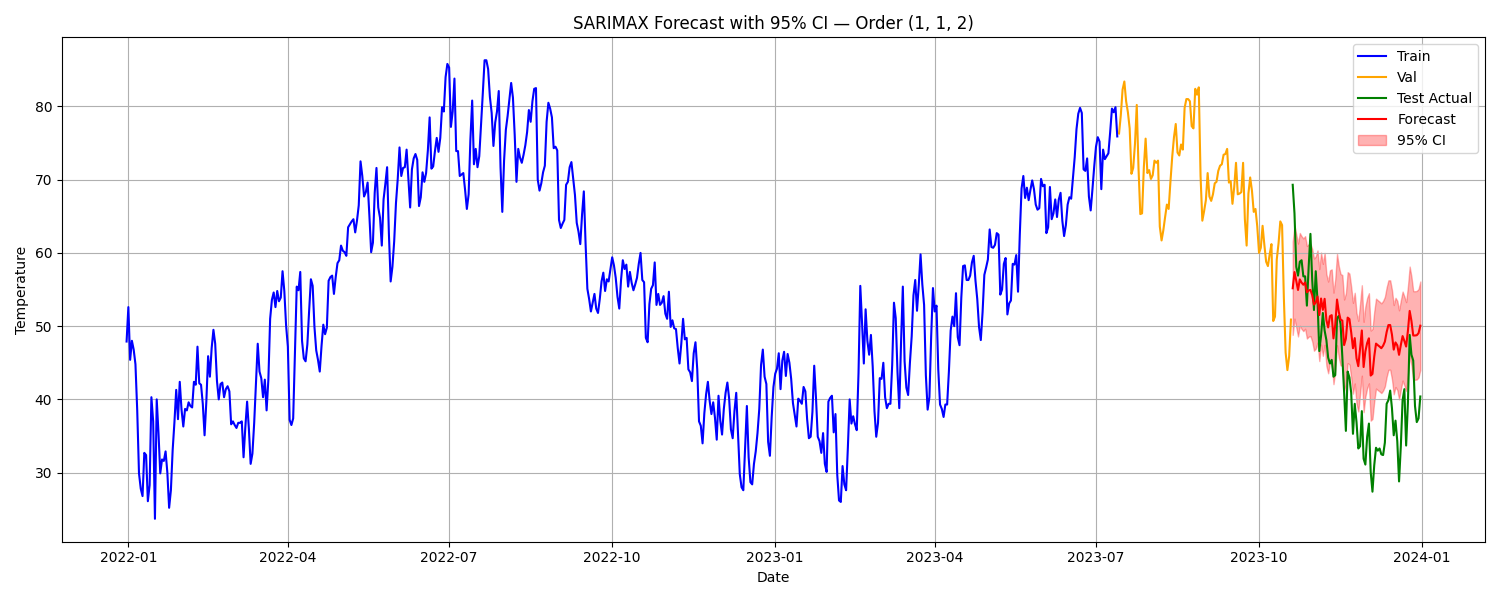 SARIMAX Forecast with 95% CI — Order (1, 1, 2)
Train
Val
Test Actual
Forecast
95% CI
Temperature
80
70
60
50
40
30
2022-01
2022-04
2022-07
2022-10
2023-01
2023-04
2023-07
2023-10
2024-01
Date